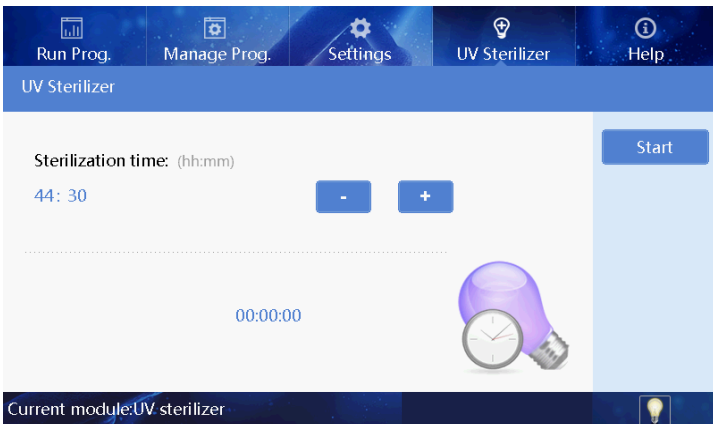 Run Prog. Manage Prog. Settings UV Sterilizer Help
UV Sterilizer
Sterilization time: (hh:mm)
Start
44: 30 - +
00:00:00
Current module:UV sterilizer